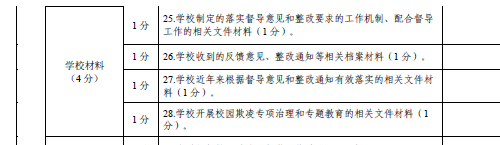 学校材料
（4 分）
1 分
25.学校制定的落实督导意见和整改要求的工作机制、配合督导
工作的相关文件材料（1 分）。
1 分
26.学校收到的反馈意见、整改通知等相关档案材料（1 分）。
1 分
27.学校近年来根据督导意见和整改通知有效落实的相关文件材
料（1 分）。
1 分
28.学校开展校园欺凌专项治理和专题教育的相关文件材料（1
分）。